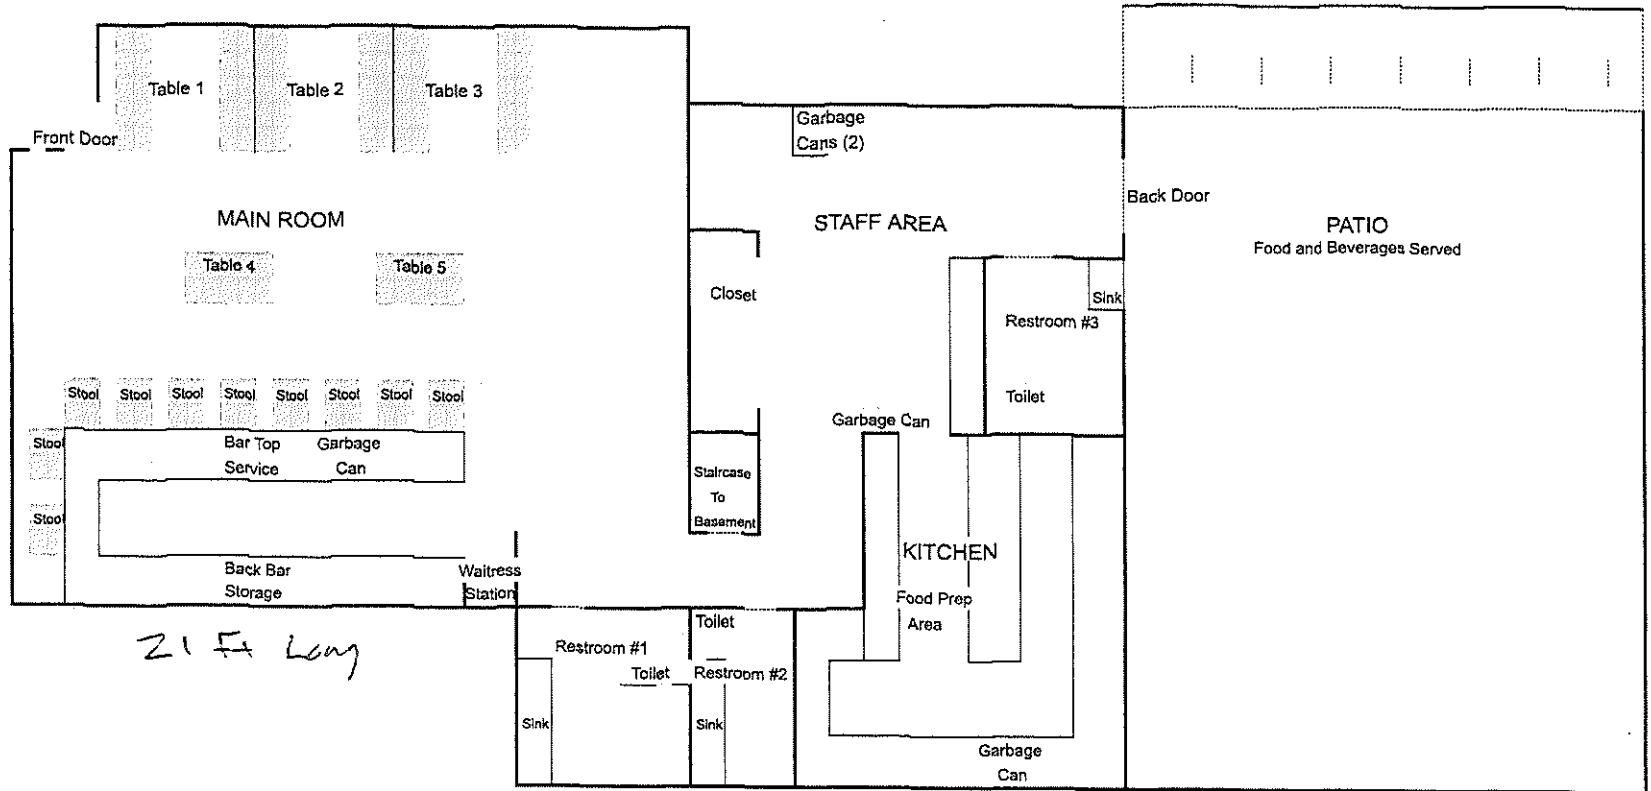 Table 1
Table 2
Table 3
Garbage
Cans (2)
Front Door
Back Door
MAIN ROOM
STAFF AREA
PATIO
Food and Beverages Served
Table 4
Table 5
Closet
Sink
Restroom #3
Toilet
Stool
Stool
Stool
Stool
Stool
Stool
Stool
Stool
Garbage Can
Stool
Bar Top
Service
Garbage
Can
Staircase
To
Basement
Stool
KITCHEN
Back Bar
Storage
Waitress
Station
Food Prep
Area
21 Ft Long
Toilet
Restroom #1
Toilet
Restroom #2
Sink
Sink
Garbage
Can